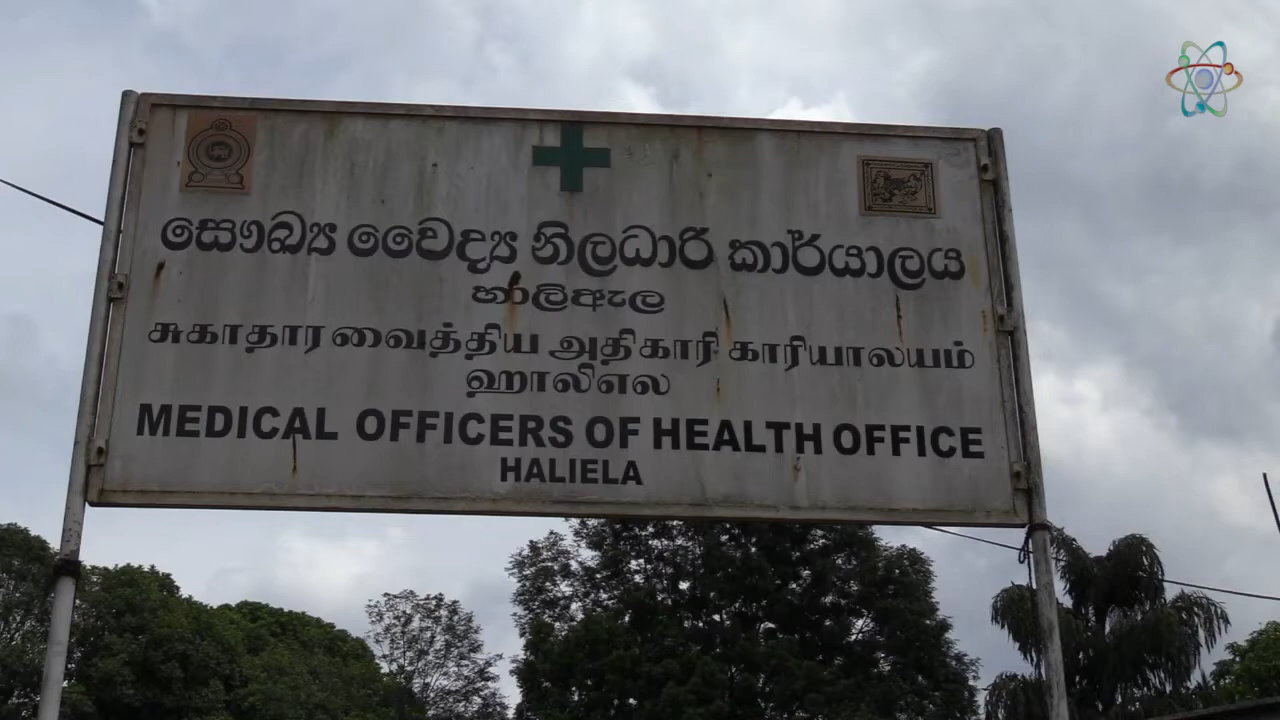 සෞඛ්‍ය වෛද්‍ය නිලධාරි කාර්යාලය
හාලිඇල
சுகாதார வைத்திய அதிகாரி காரியாலயம்
ஹாலிஎல
MEDICAL OFFICERS OF HEALTH OFFICE
HALIELA